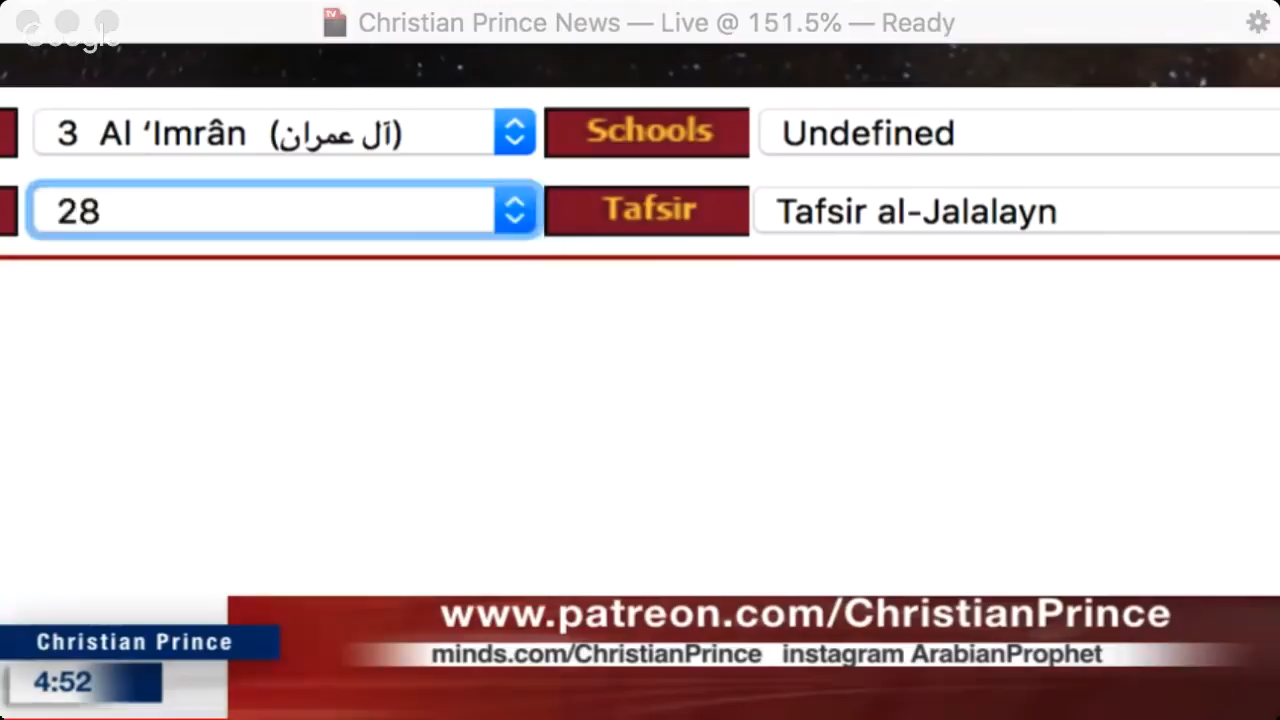 Christian Prince News — Live @ 151.5% — Ready
Google
3 Al ‘Imrân (آل عمران)
Schools
Undefined
28
Tafsir
Tafsir al-Jalalayn
www.patreon.com/ChristianPrince
Christian Prince
minds.com/ChristianPrince instagram ArabianProphet
4:52